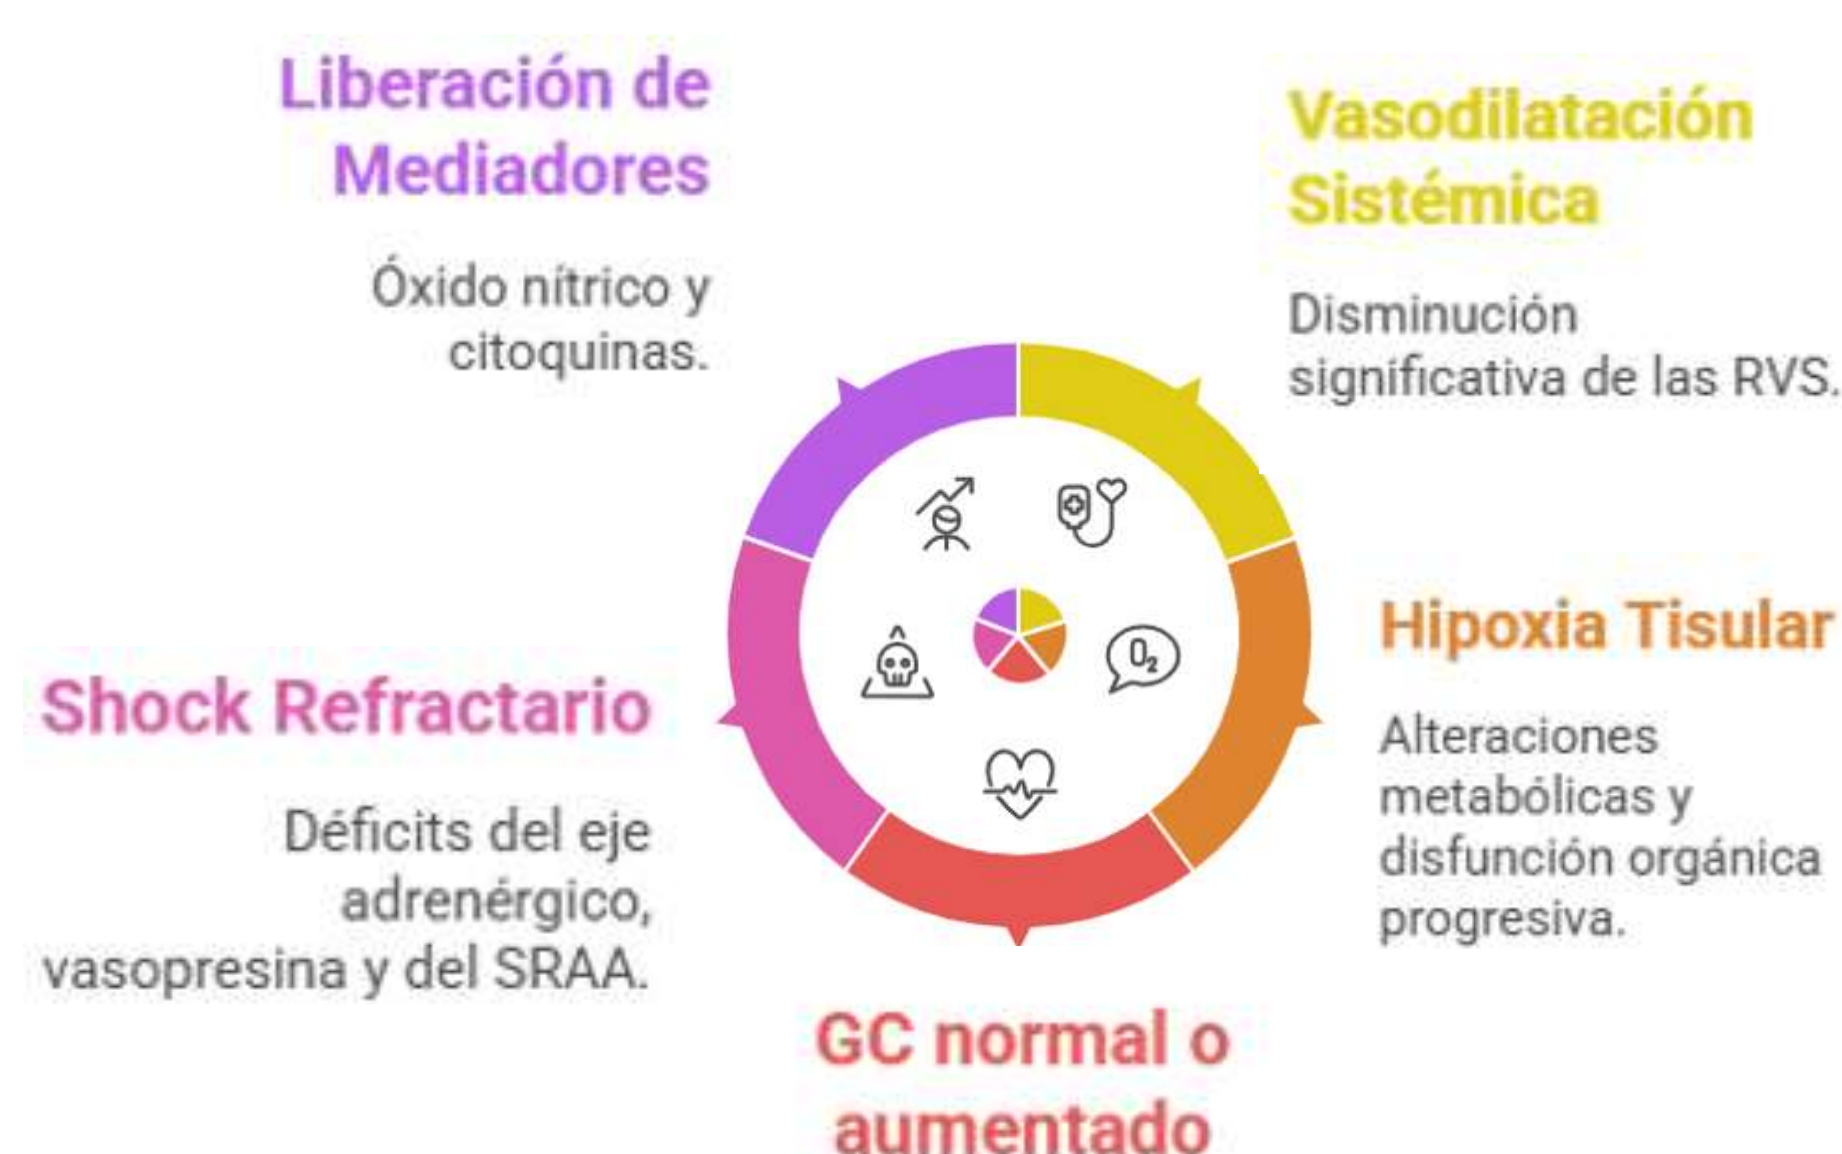 Liberación de
Mediadores
Óxido nítrico y
citoquinas.
Vasodilatación
Sistémica
Disminución
significativa de las RVS.
Hipoxia Tisular
Alteraciones
metabólicas y
disfunción orgánica
progresiva.
GC normal o
aumentado
Shock Refractario
Déficits del eje
adrenérgico,
vasopresina y del SRAA.
O₂